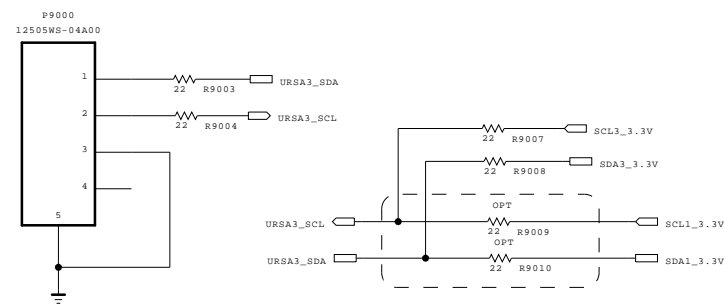 P9000
12505WS-04A00
1
22 R9003
URSA3_SDA
2
22 R9004
URSA3_SCL
3
4
5
22 R9007
SCL3_3.3V
22 R9008
SDA3_3.3V
OPT
URSA3_SCL
22 R9009
SCL1_3.3V
OPT
URSA3_SDA
22 R9010
SDA1_3.3V